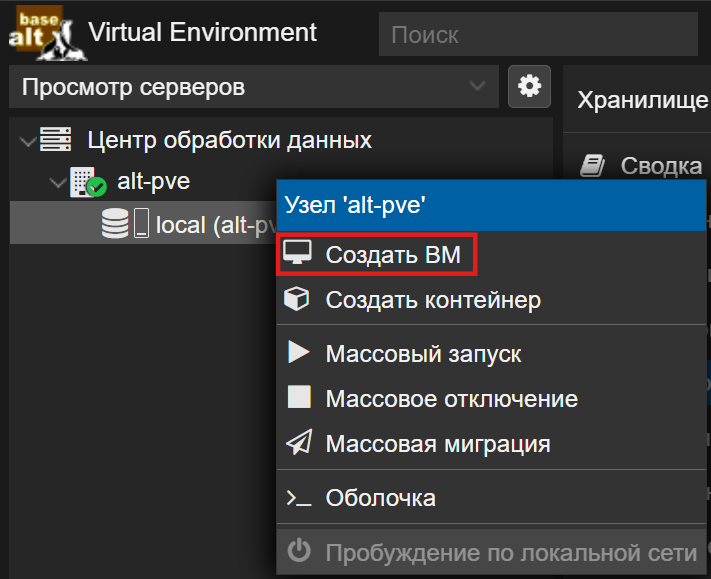 base
alt
Virtual Environment
Поиск
Просмотр серверов
Хранилище
Центр обработки данных
Сводка
alt-pve
Узел 'alt-pve'
local (alt-pv
Создать ВМ
Создать контейнер
Массовый запуск
Массовое отключение
Массовая миграция
Оболочка
Пробуждение по локальной сети